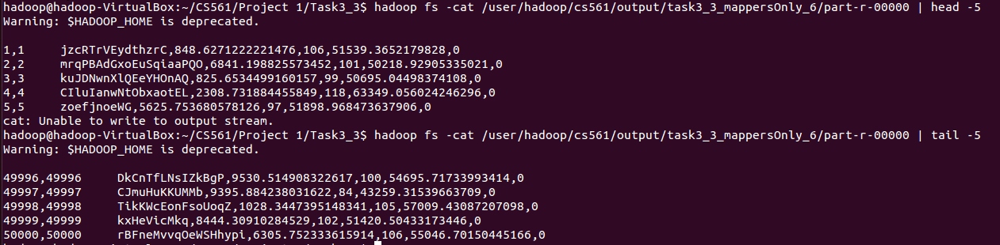 hadoop@hadoop-VirtualBox:~/CS561/Project 1/Task3_3$ hadoop fs -cat /user/hadoop/cs561/output/task3_3_mappersOnly_6/part-r-00000 | head -5
Warning: $HADOOP_HOME is deprecated.

1,1     jzcRTrVEydthzrC,848.6271222221476,106,51539.3652179828,0
2,2     mrqPBAdGxoEuSqiaaPQO,6841.198825573452,101,50218.92905335021,0
3,3     kuJDNwnXlQEeYHOnAQ,825.6534499160157,99,50695.04498374108,0
4,4     CIluIanwNtObxaotEL,2308.731884455849,118,63349.056024246296,0
5,5     zoefjnoeWG,5625.753680578126,97,51898.968473637906,0
cat: Unable to write to output stream.
hadoop@hadoop-VirtualBox:~/CS561/Project 1/Task3_3$ hadoop fs -cat /user/hadoop/cs561/output/task3_3_mappersOnly_6/part-r-00000 | tail -5
Warning: $HADOOP_HOME is deprecated.

49996,49996     DkCnTfLNsIZkBgP,9530.514908322617,100,54695.71733993414,0
49997,49997     CJmuHuKKUMMb,9395.884238031622,84,43259.31539663709,0
49998,49998     TikKWcEonFsoUoqZ,1028.3447395148341,105,57009.43087207098,0
49999,49999     kxHeVicMkq,8444.30910284529,102,51420.50433173446,0
50000,50000     rBFneMvvqOeWSHhypi,6305.752333615914,106,55046.70150445166,0